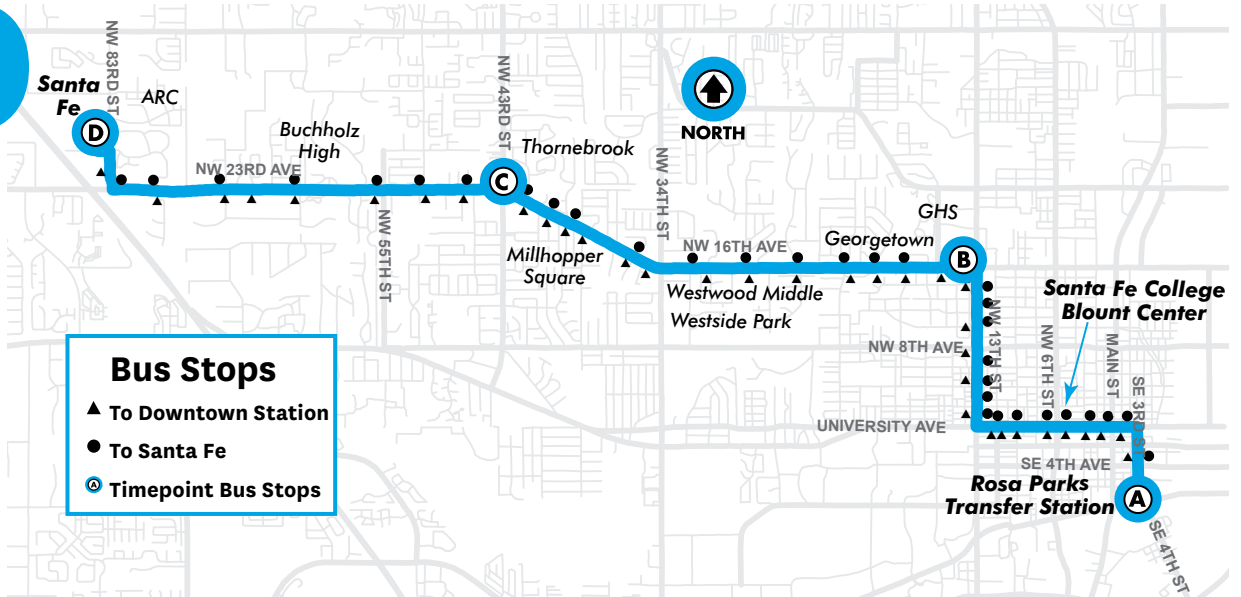 NW 83RD ST
Santa
Fe
D
ARC
Buchholz
High
NW 23RD AVE
NW 55TH ST
NW 43RD ST
C
Thornebrook
Millhopper
Square
NW 34TH ST
NORTH
NW 16TH AVE
Georgetown
GHS
B
Westwood Middle
Westside Park
Santa Fe College
Blount Center
NW 13TH ST
NW 8TH AVE
NW 6TH ST
MAIN ST
SE 3RD ST
UNIVERSITY AVE
SE 4TH AVE
Rosa Parks
Transfer Station
A
SE 4TH ST
Bus Stops
To Downtown Station
To Santa Fe
A Timepoint Bus Stops